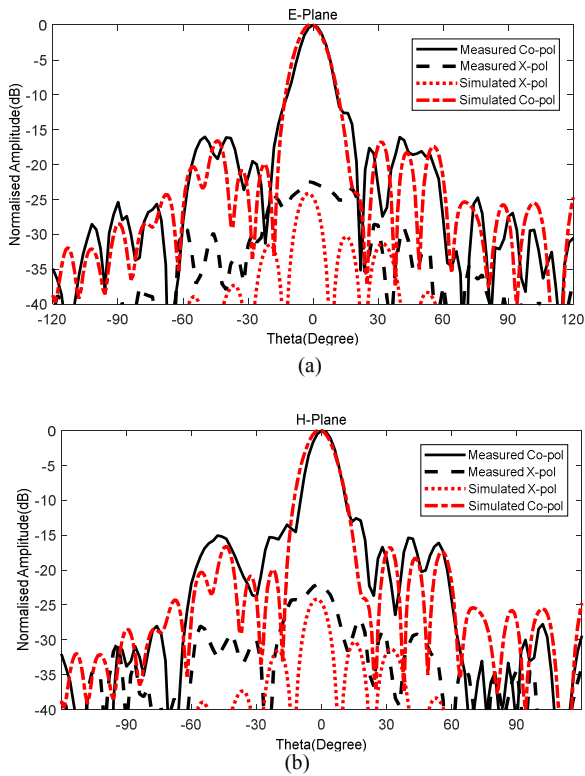 E-Plane
Normalised Amplitude(dB)
0
-5
-10
-15
-20
-25
-30
-35
-40
Measured Co-pol
Measured X-pol
Simulated X-pol
Simulated Co-pol
-120 -90 -60 -30 0 30 60 90 120
Theta(Degree)
(a)
H-Plane
Normalised Amplitude(dB)
0
-5
-10
-15
-20
-25
-30
-35
-40
Measured Co-pol
Measured X-pol
Simulated X-pol
Simulated Co-pol
-90 -60 -30 0 30 60 90
Theta(Degree)
(b)